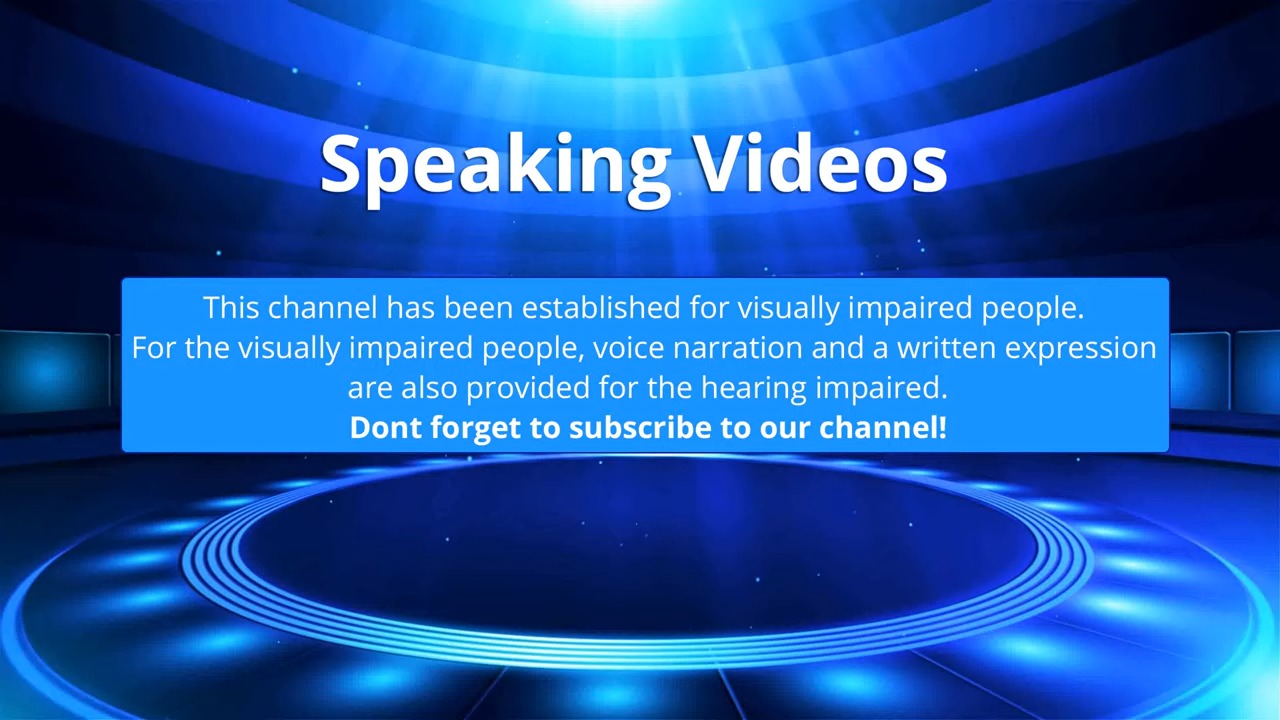 Speaking Videos
This channel has been established for visually impaired people.
For the visually impaired people, voice narration and a written expression
are also provided for the hearing impaired.
Dont forget to subscribe to our channel!